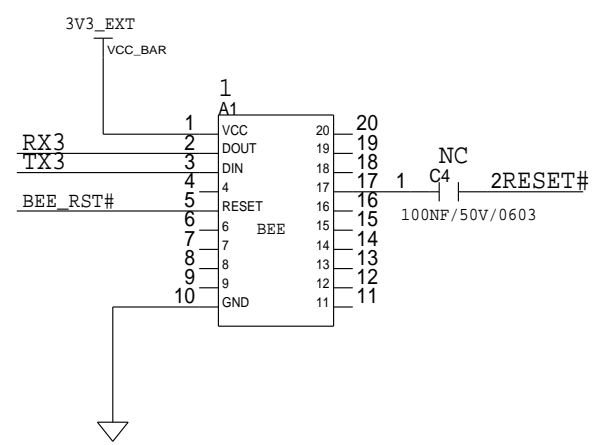 3V3_EXT
VCC_BAR
1
A1
1 VCC 20 20
RX3 2 DOUT 19 19
TX3 3 DIN 18 18
4 4 17 17 1 C4 NC 2RESET#
BEE_RST# 5 RESET 16 16
100NF/50V/0603
6 6 BEE 15 15
7 7 14 14
8 8 13 13
9 9 12 12
10 GND 11 11